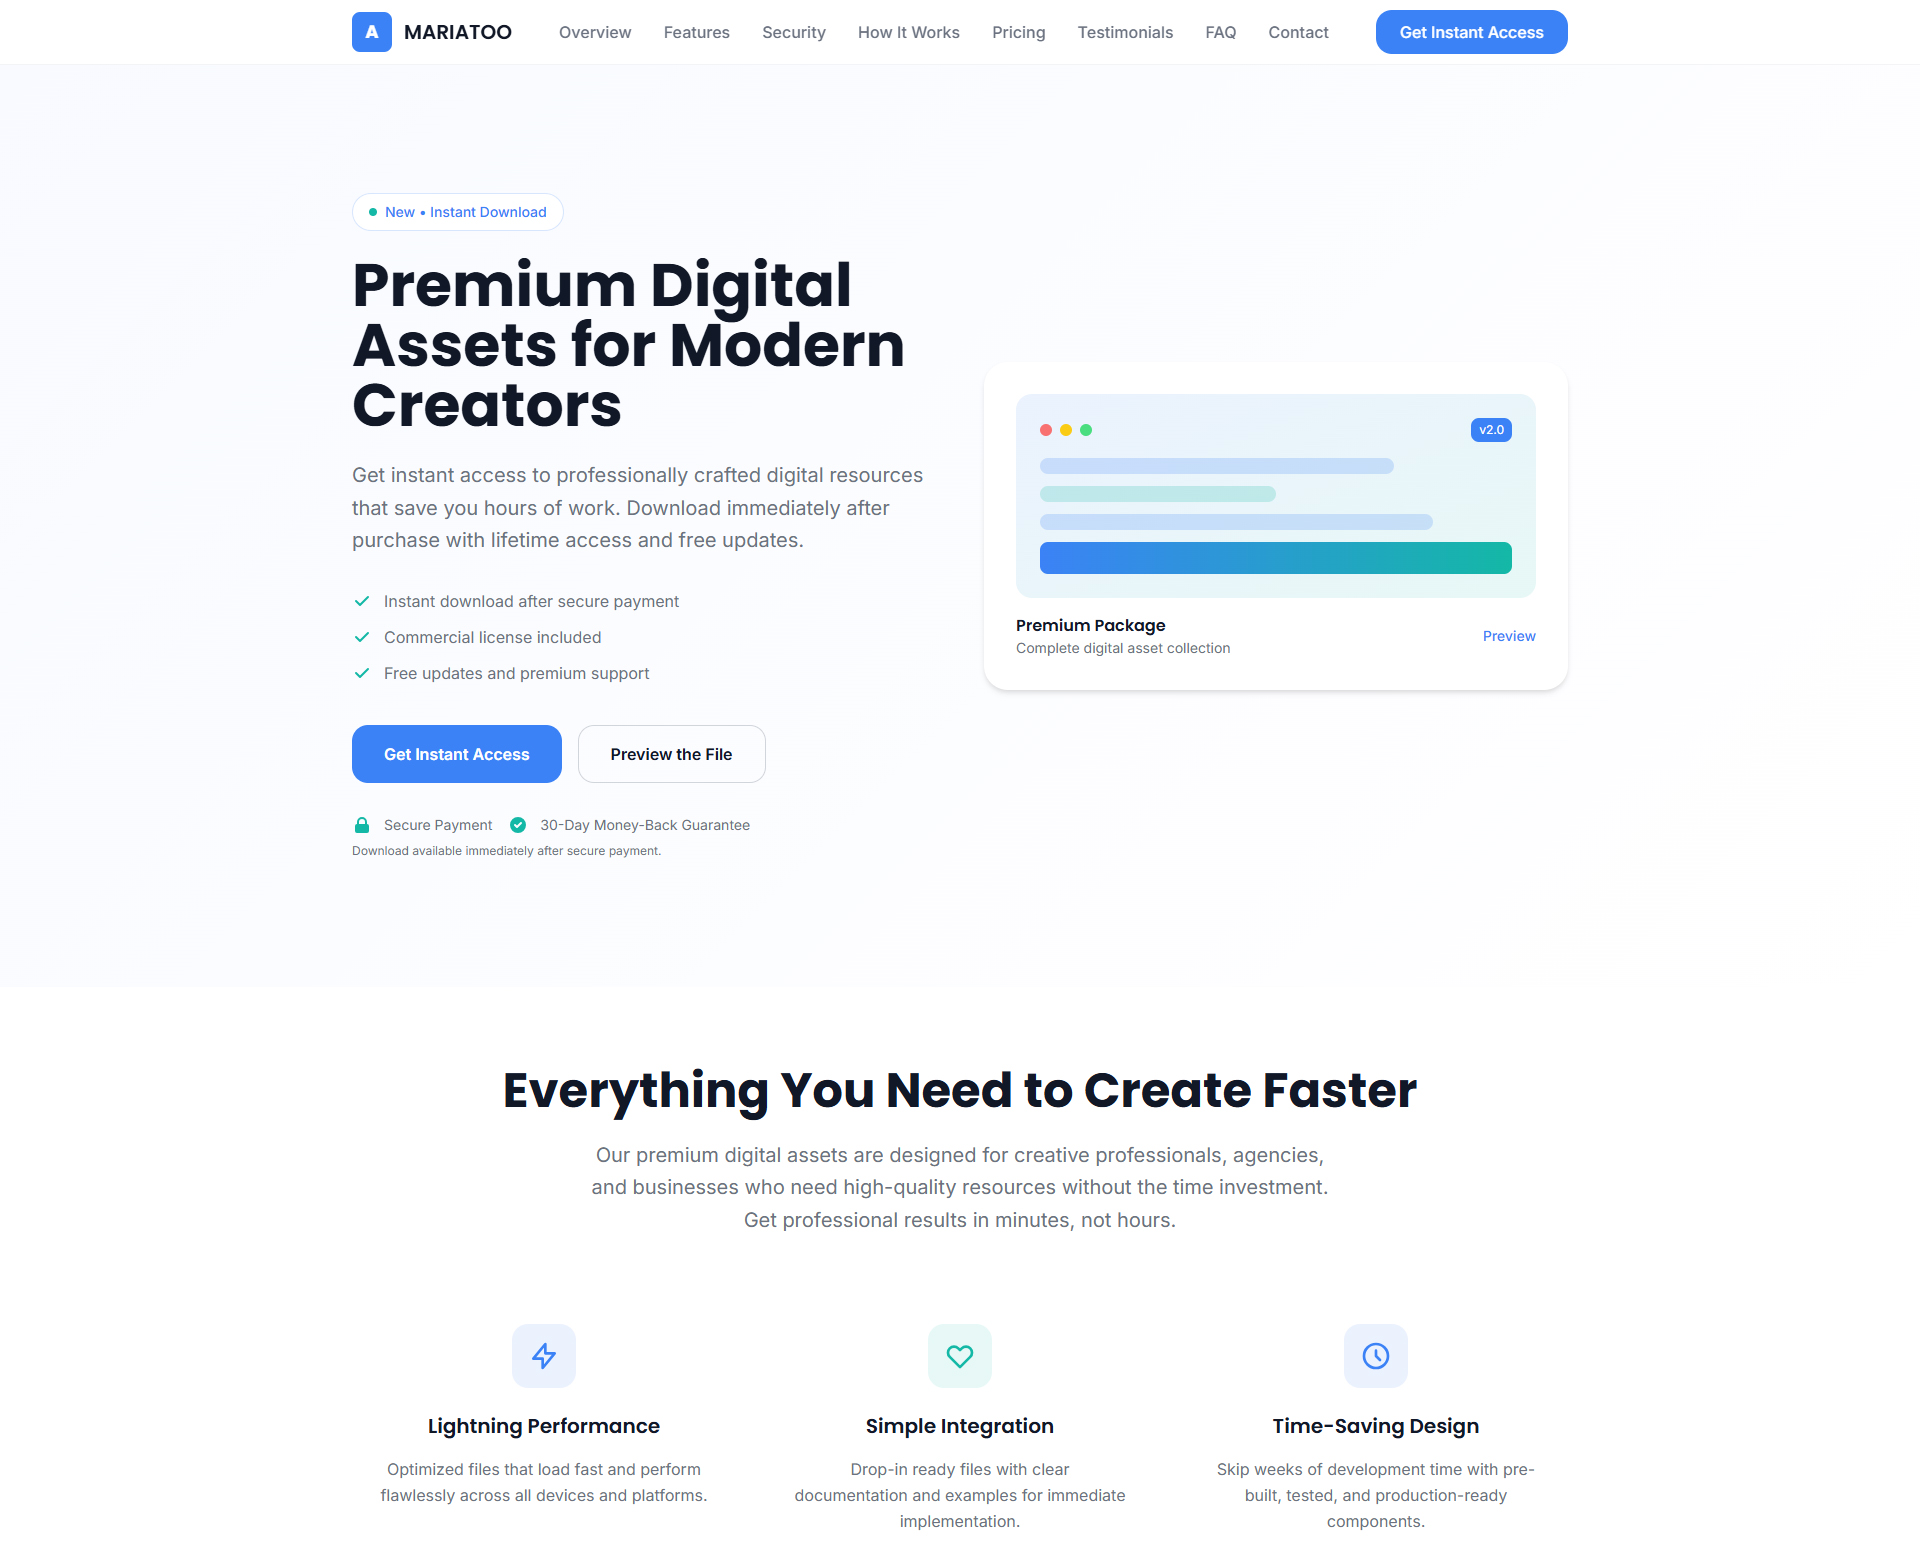 A MARIATOO Overview Features Security How It Works Pricing Testimonials FAQ Contact Get Instant Access
New • Instant Download
Premium Digital
Assets for Modern
Creators
Get instant access to professionally crafted digital resources
that save you hours of work. Download immediately after
purchase with lifetime access and free updates.
Instant download after secure payment
Commercial license included
Free updates and premium support
Get Instant Access Preview the File
Secure Payment 30-Day Money-Back Guarantee
Download available immediately after secure payment.
v2.0
Premium Package
Complete digital asset collection
Preview
Everything You Need to Create Faster
Our premium digital assets are designed for creative professionals, agencies,
and businesses who need high-quality resources without the time investment.
Get professional results in minutes, not hours.
Lightning Performance
Optimized files that load fast and perform
flawlessly across all devices and platforms.
Simple Integration
Drop-in ready files with clear
documentation and examples for immediate
implementation.
Time-Saving Design
Skip weeks of development time with pre-
built, tested, and production-ready
components.